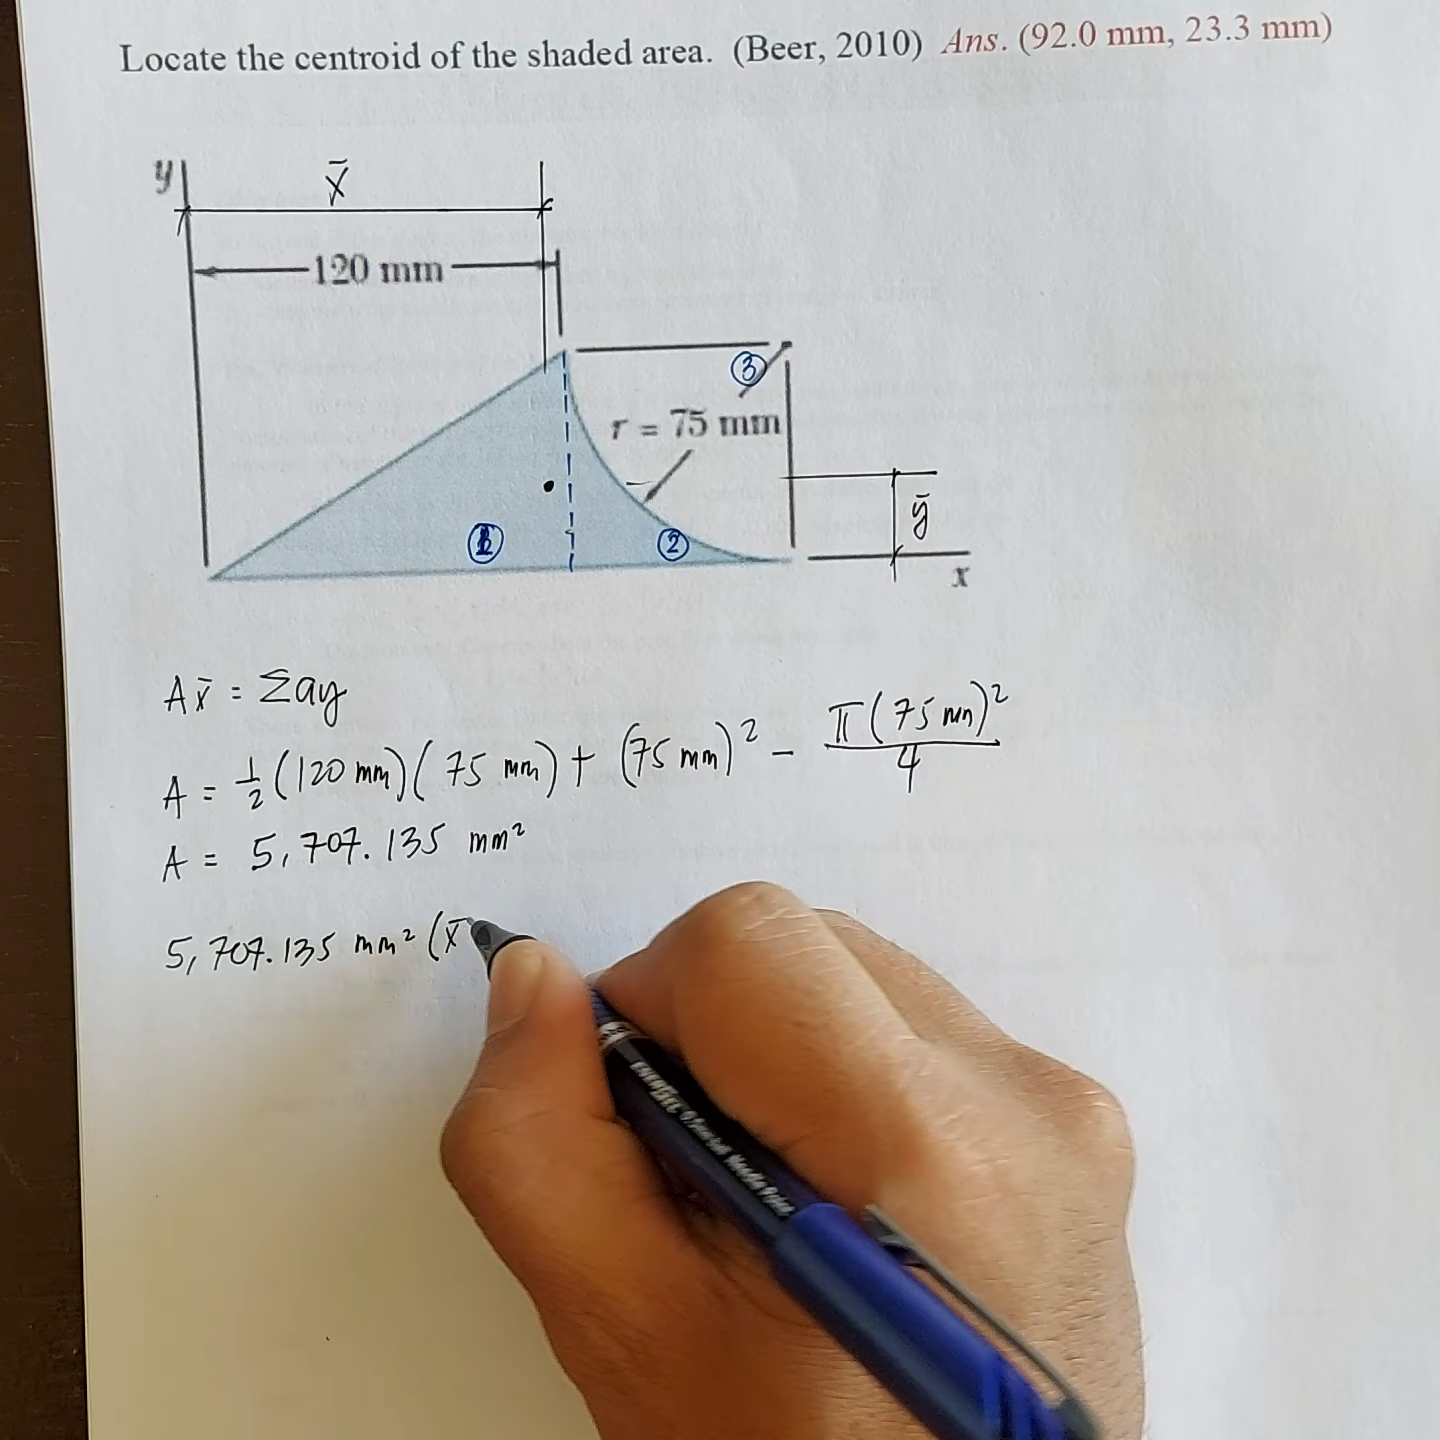 Locate the centroid of the shaded area. (Beer, 2010) Ans. (92.0 mm, 23.3 mm)
y
x̄
120 mm
③
r = 75 mm
ȳ
① ②
x
Ax̄ = Σay
A = 1/2 (120 mm)(75 mm) + (75 mm)² − π(75 mm)²/4
A = 5,707.135 mm²
5,707.135 mm² (x̄